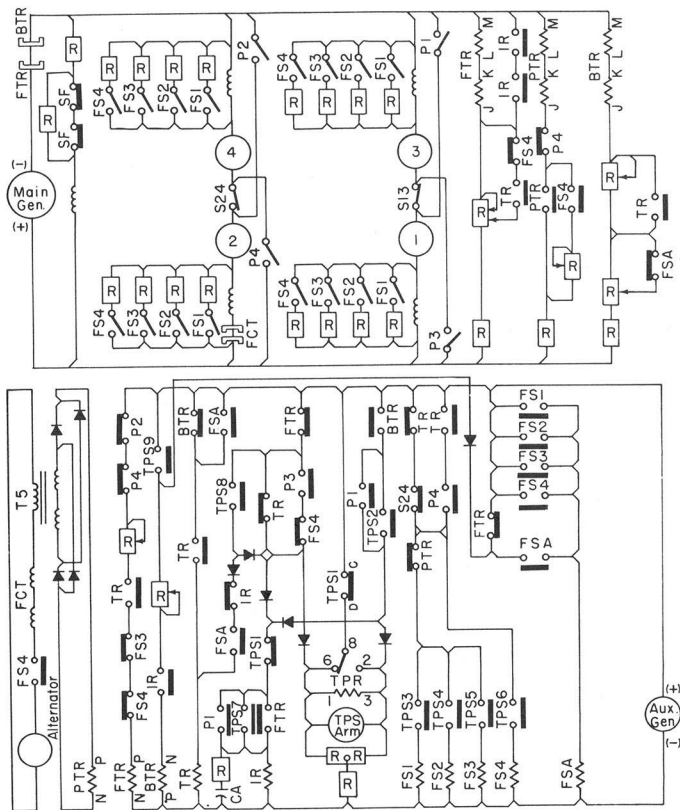 BTR
FTR
(-)
Main Gen.
(+)
R
SF
SF
R
FS4
FS3
FS2
FS1
R
R
R
R
4
S24
2
P2
P4
FS4
FS3
FS2
FS1
R
R
R
R
FCT
FS4
FS3
FS2
FS1
R
R
R
R
3
S13
1
P1
P3
FS4
FS3
FS2
FS1
R
R
R
R
FTR
M
L
K
J
IR
IR
FS4
TR
R
R
PTR
M
L
K
J
P4
PTR
FS4
R
R
BTR
M
L
K
J
R
TR
FSA
R
R
T5
FCT
FS4
Alternator
PTR
P
N
P2
P4
R
TR
FS3
FS4
FTR
P
N
TPS9
R
IR
BTR
N
P
BTR
FSA
TR
TR
TPS8
TR
IR
FSA
TPS1
P1
TPS7
FTR
R
CA
IR
FTR
P3
FS4
TPS1
C
D
8
6
2
TPR
1
3
TPS Arm
R
R
R
BTR
P1
TPS2
TR
TR
S24
P4
PTR
TPS3
TPS4
TPS5
TPS6
FS1
FS2
FS3
FS4
FTR
FS1
FS2
FS3
FS4
FSA
FSA
Aux. Gen.
(+)
(-)